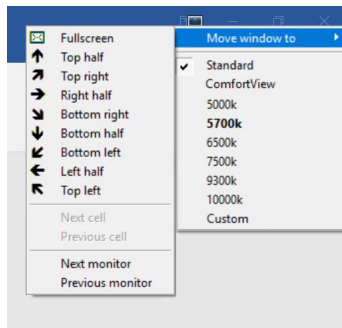 Fullscreen
Top half
Top right
Right half
Bottom right
Bottom half
Bottom left
Left half
Top left
Next cell
Previous cell
Next monitor
Previous monitor
Move window to
Standard
ComfortView
5000k
5700k
6500k
7500k
9300k
10000k
Custom